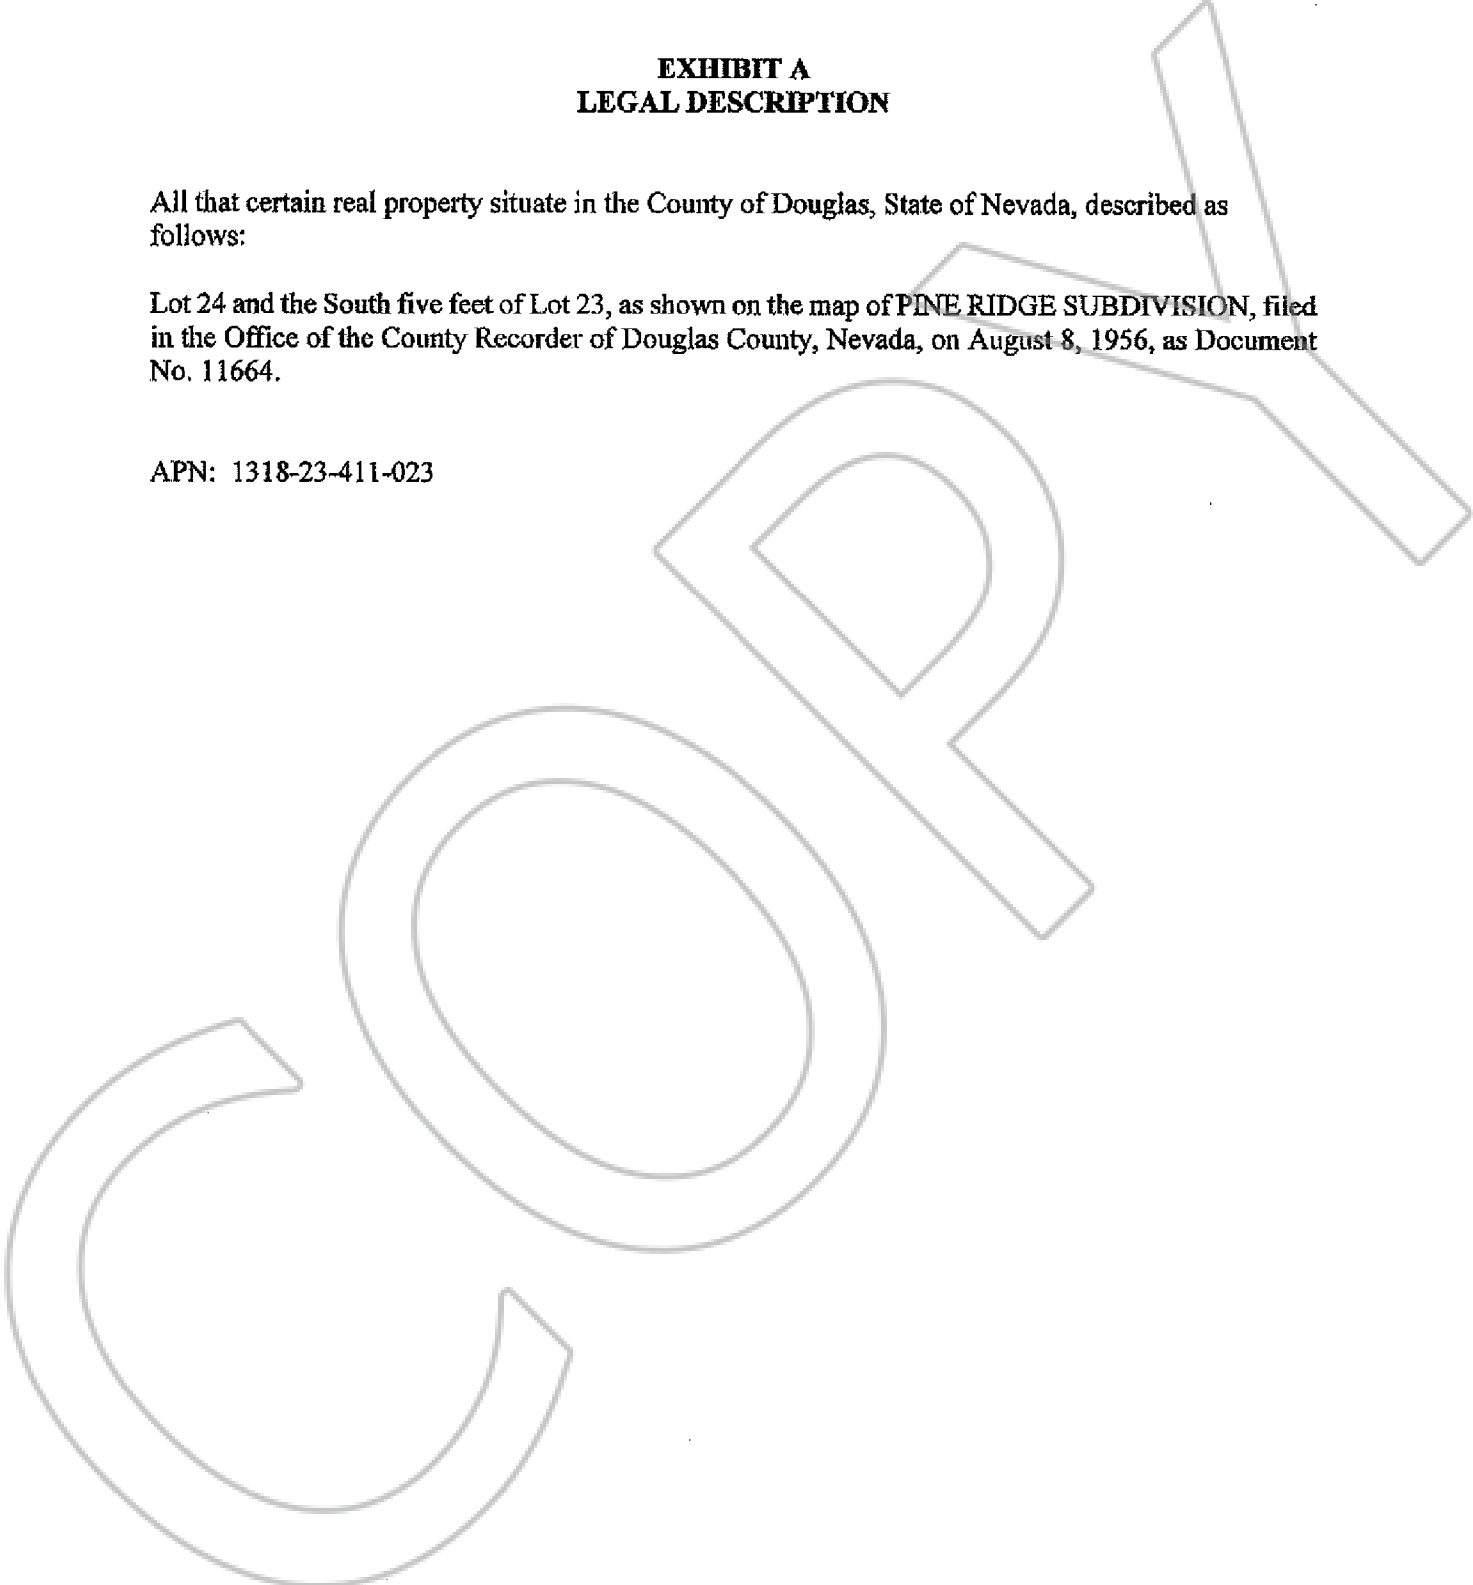 EXHIBIT A
LEGAL DESCRIPTION
All that certain real property situate in the County of Douglas, State of Nevada, described as
follows:
Lot 24 and the South five feet of Lot 23, as shown on the map of PINE RIDGE SUBDIVISION, filed
in the Office of the County Recorder of Douglas County, Nevada, on August 8, 1956, as Document
No. 11664.
APN: 1318-23-411-023
COPY